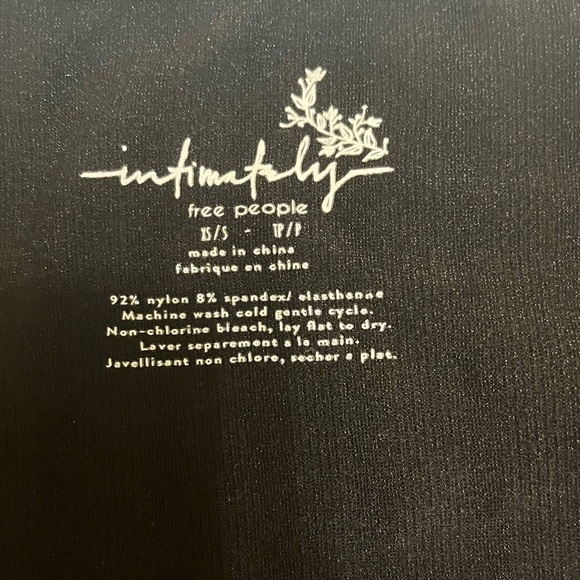 intimately
free people
XS/S - TP/P
made in china
fabrique en chine
92% nylon 8% spandex/ elasthanne
Machine wash cold gentle cycle.
Non-chlorine bleach, lay flat to dry.
Laver separement a la main.
Javellisant non chlore, secher a plat.